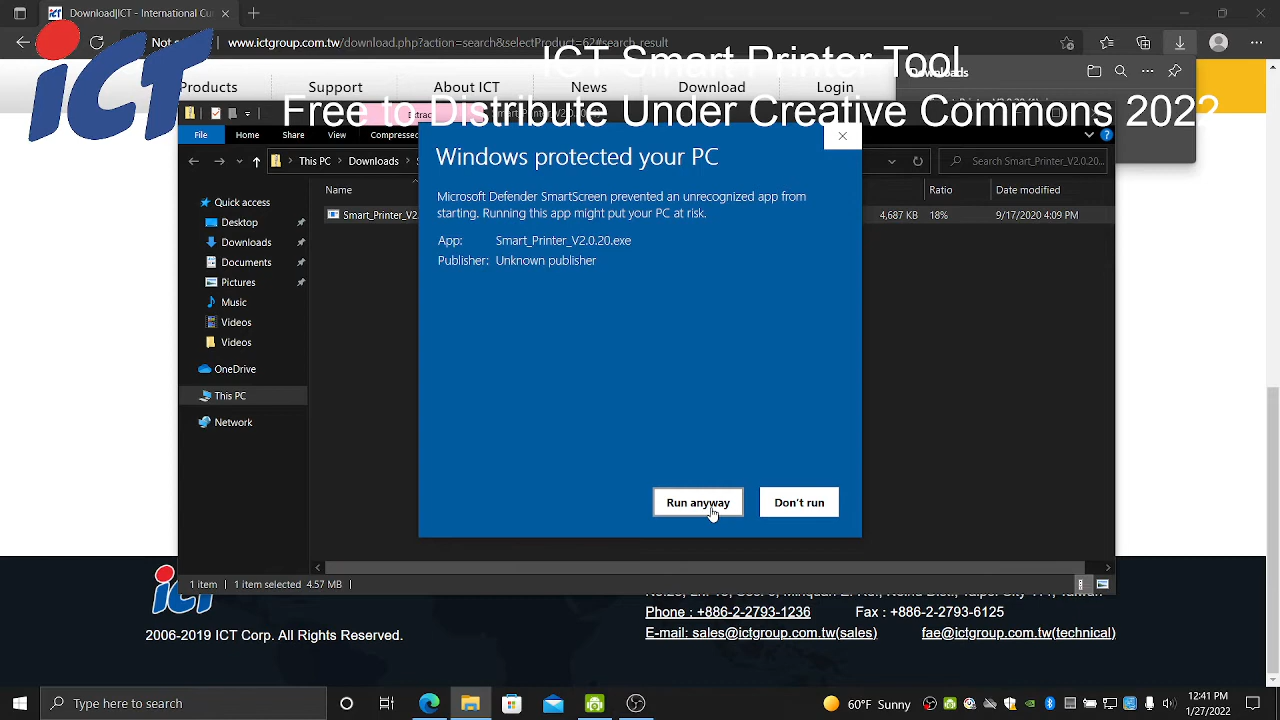 ICT Download|ICT - International Cur
Not s
www.ictgroup.com.tw/download.php?action=search8selectProduct=62#search_result
ICT
ICT Smart Printer Tool
Free to Distribute Under Creative Commons 2022
Products
Support
About ICT
News
Download
Login
Downloads
Extrac
File
Home
Share
View
Compressed
This PC
Downloads
Search Smart_Printer_V2.0.20...
Name
Ratio
Date modified
Smart_Printer_V2
4,687 KB
18%
9/17/2020 4:09 PM
Quick access
Desktop
Downloads
Documents
Pictures
Music
Videos
Videos
OneDrive
This PC
Network
Windows protected your PC
Microsoft Defender SmartScreen prevented an unrecognized app from
starting. Running this app might put your PC at risk.
App: Smart_Printer_V2.0.20.exe
Publisher: Unknown publisher
Run anyway
Don't run
1 item
1 item selected 4.57 MB
ICT
Phone : +886-2-2793-1236
Fax : +886-2-2793-6125
2006-2019 ICT Corp. All Rights Reserved.
E-mail: sales@ictgroup.com.tw(sales)
fae@ictgroup.com.tw(technical)
Type here to search
60°F Sunny
12:41 PM
1/27/2022